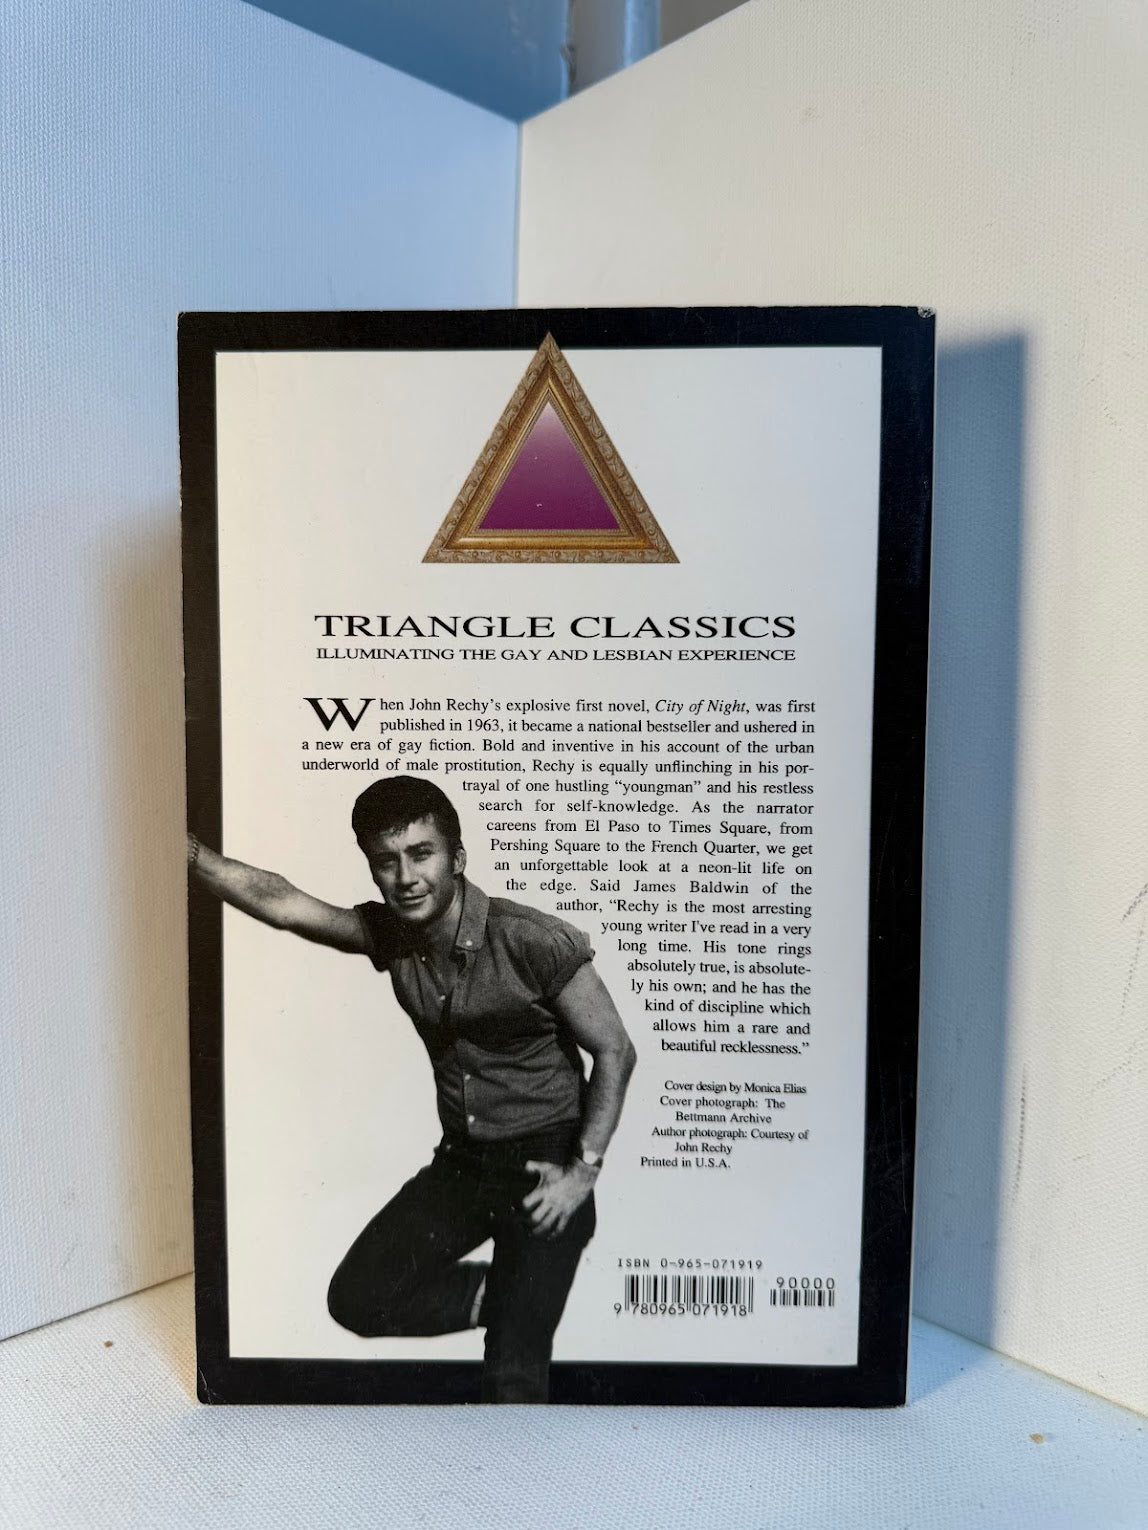 TRIANGLE CLASSICS
ILLUMINATING THE GAY AND LESBIAN EXPERIENCE
When John Rechy's explosive first novel, City of Night, was first
published in 1963, it became a national bestseller and ushered in
a new era of gay fiction. Bold and inventive in his account of the urban
underworld of male prostitution, Rechy is equally unflinching in his por-
trayal of one hustling "youngman" and his restless
search for self-knowledge. As the narrator
careens from El Paso to Times Square, from
Pershing Square to the French Quarter, we get
an unforgettable look at a neon-lit life on
the edge. Said James Baldwin of the
author, "Rechy is the most arresting
young writer I've read in a very
long time. His tone rings
absolutely true, is absolute-
ly his own; and he has the
kind of discipline which
allows him a rare and
beautiful recklessness."
Cover design by Monica Elias
Cover photograph: The
Bettmann Archive
Author photograph: Courtesy of
John Rechy
Printed in U.S.A.
ISBN 0-965-071919
90000
9 780965 071918